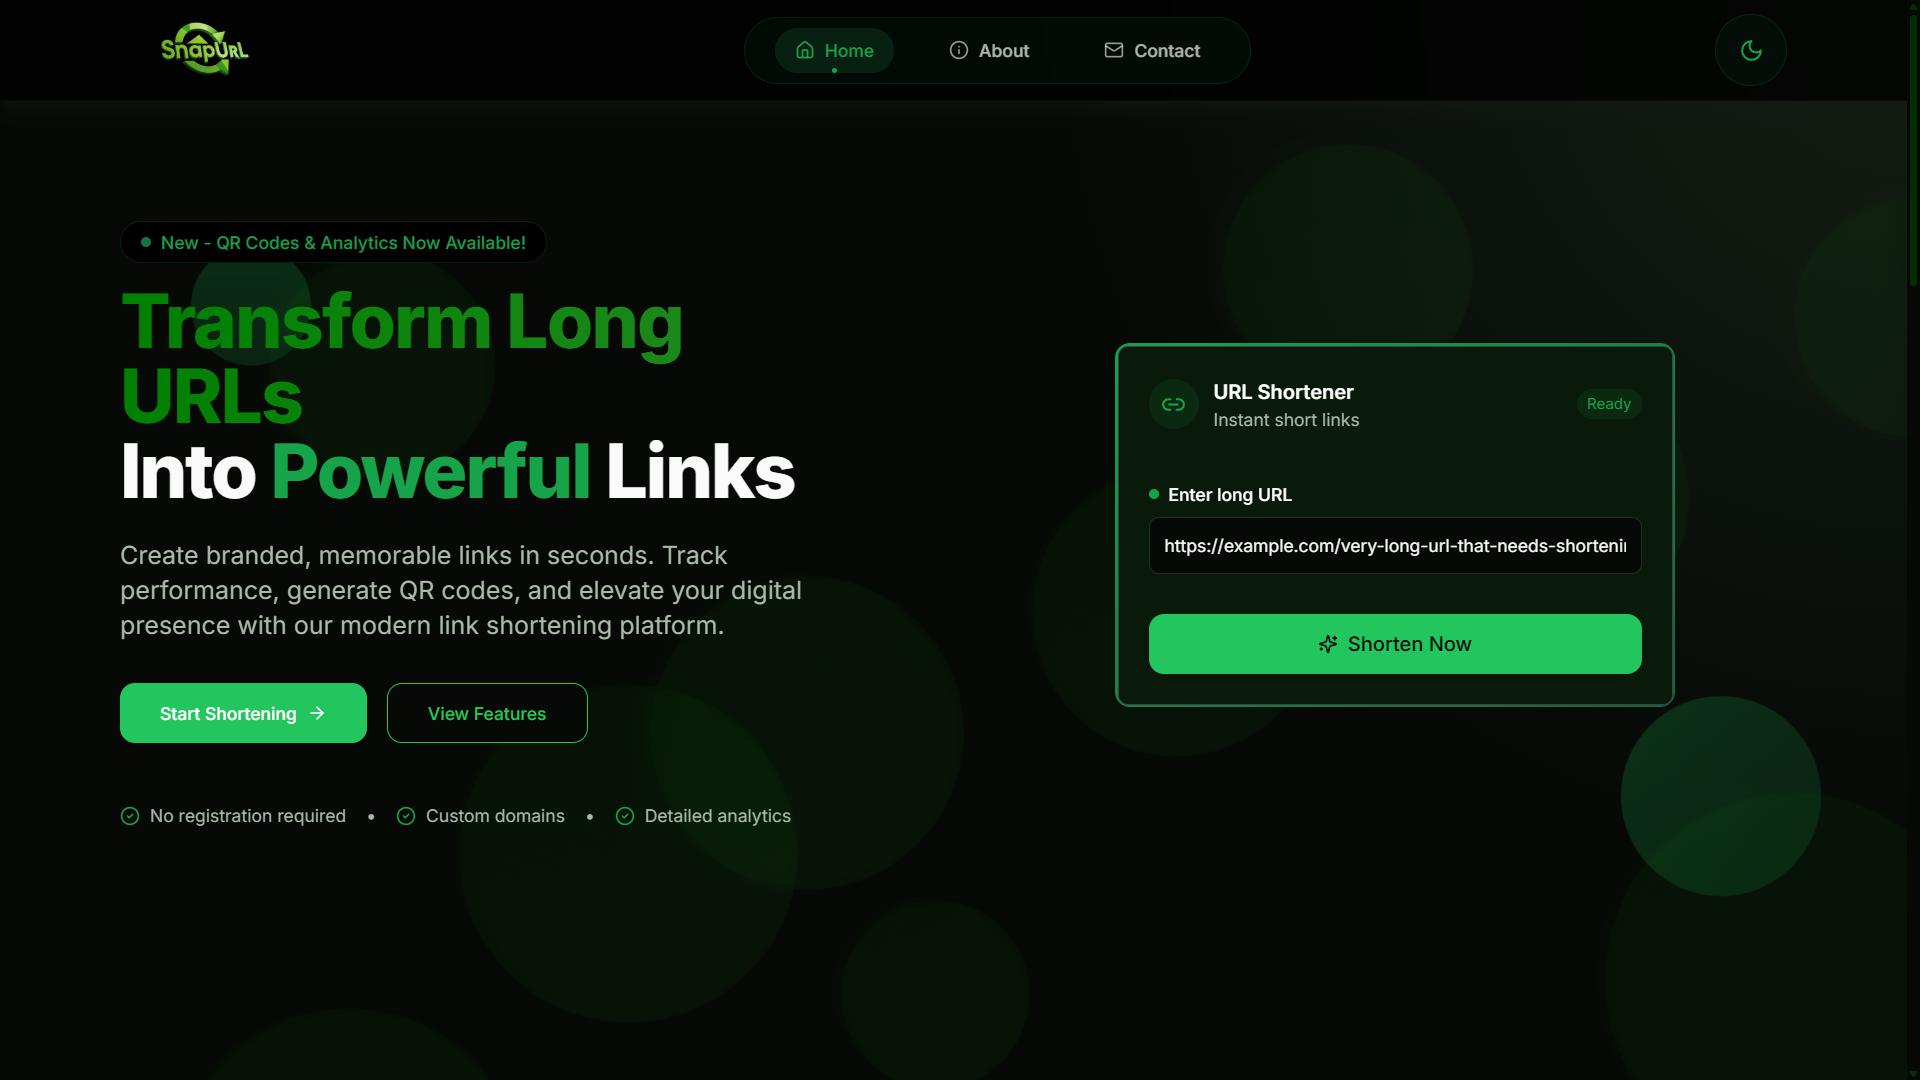 SnapURL
Home
About
Contact
New - QR Codes & Analytics Now Available!
Transform Long
URLs
Into Powerful Links
Create branded, memorable links in seconds. Track
performance, generate QR codes, and elevate your digital
presence with our modern link shortening platform.
Start Shortening
View Features
No registration required • Custom domains • Detailed analytics
URL Shortener
Instant short links
Ready
Enter long URL
https://example.com/very-long-url-that-needs-shorteni
Shorten Now